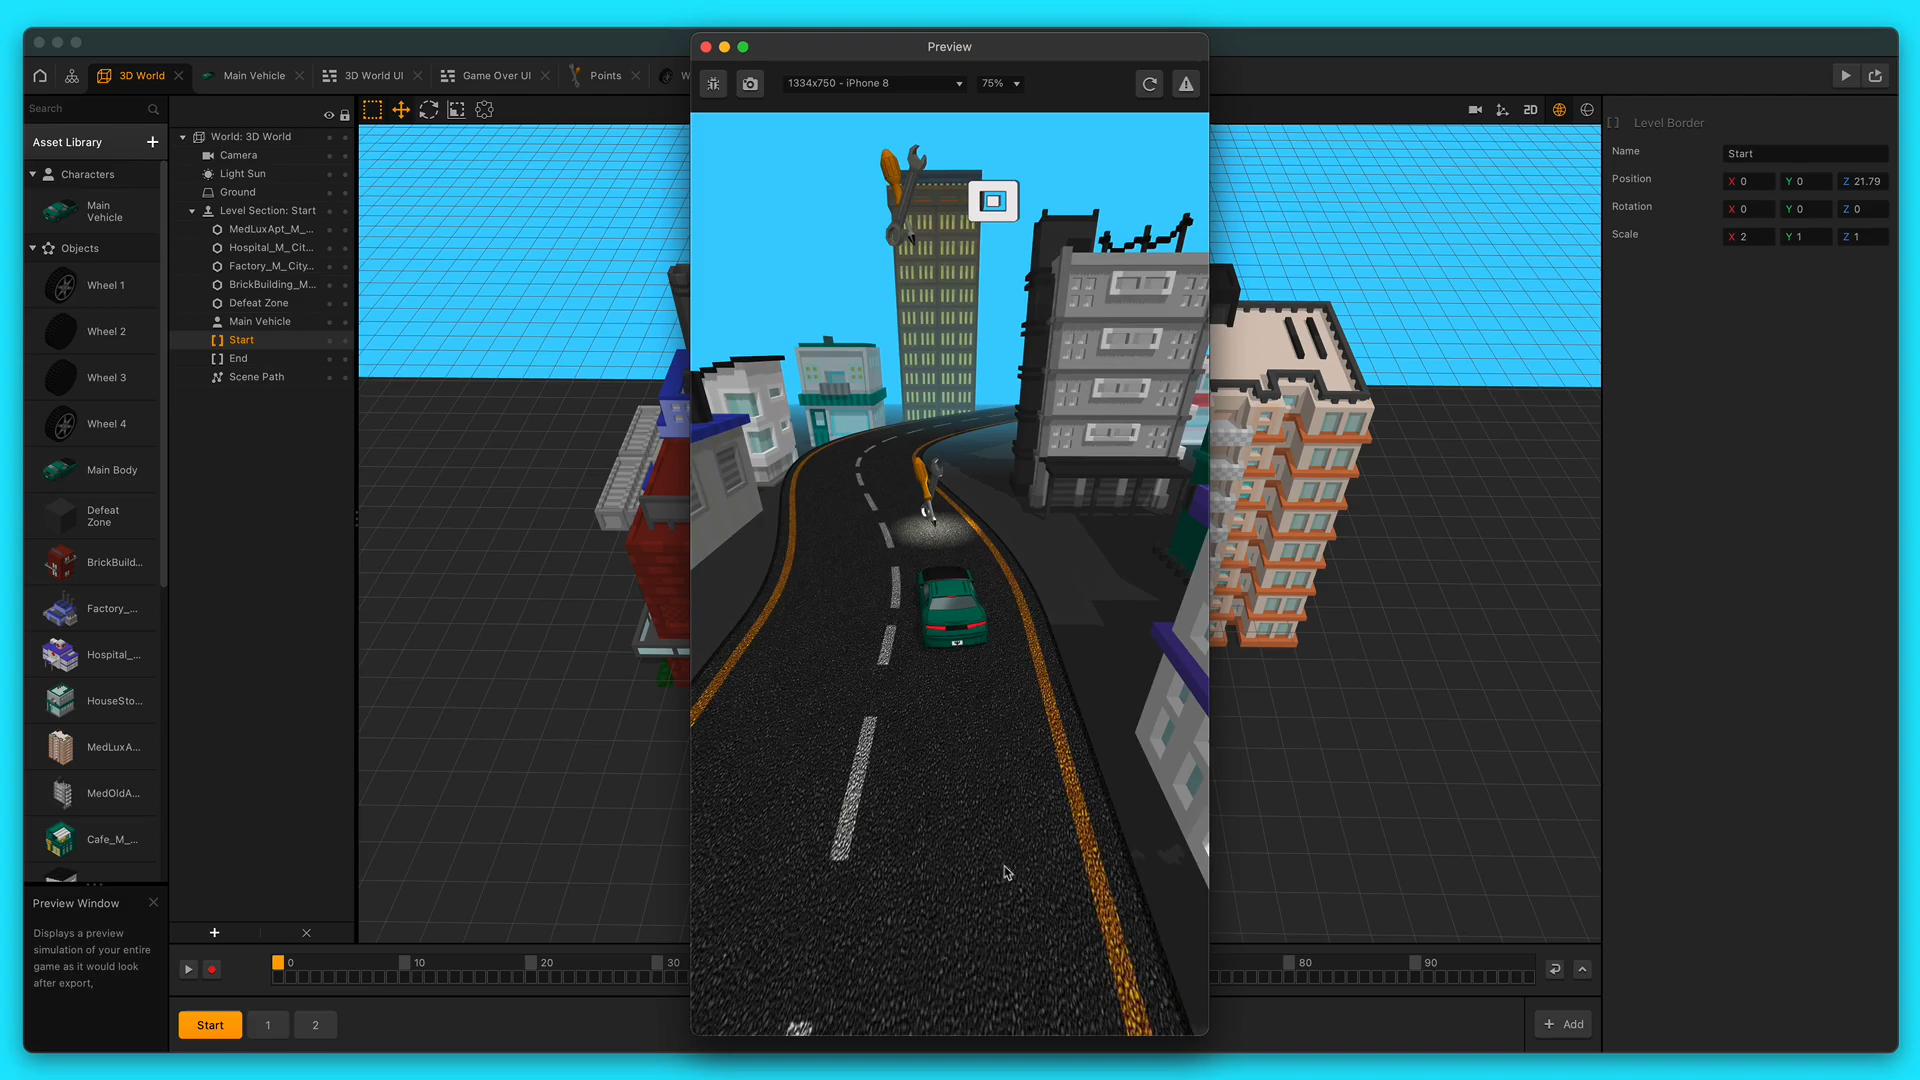 Preview
3D World
Main Vehicle
3D World UI
Game Over UI
Points
W
1334x750 - iPhone 8
75%
Search
Asset Library
Characters
Main
Vehicle
Objects
Wheel 1
Wheel 2
Wheel 3
Wheel 4
Main Body
Defeat
Zone
BrickBuild...
Factory_...
Hospital_...
HouseSto...
MedLuxA...
MedOldA...
Cafe_M_...
Preview Window
Displays a preview
simulation of your entire
game as it would look
after export,
World: 3D World
Camera
Light Sun
Ground
Level Section: Start
MedLuxApt_M_...
Hospital_M_Cit...
Factory_M_City...
BrickBuilding_M...
Defeat Zone
Main Vehicle
Start
End
Scene Path
2D
Level Border
Name
Start
Position
X 0
Y 0
Z 21.79
Rotation
X 0
Y 0
Z 0
Scale
X 2
Y 1
Z 1
0
10
20
30
80
90
Start
1
2
Add